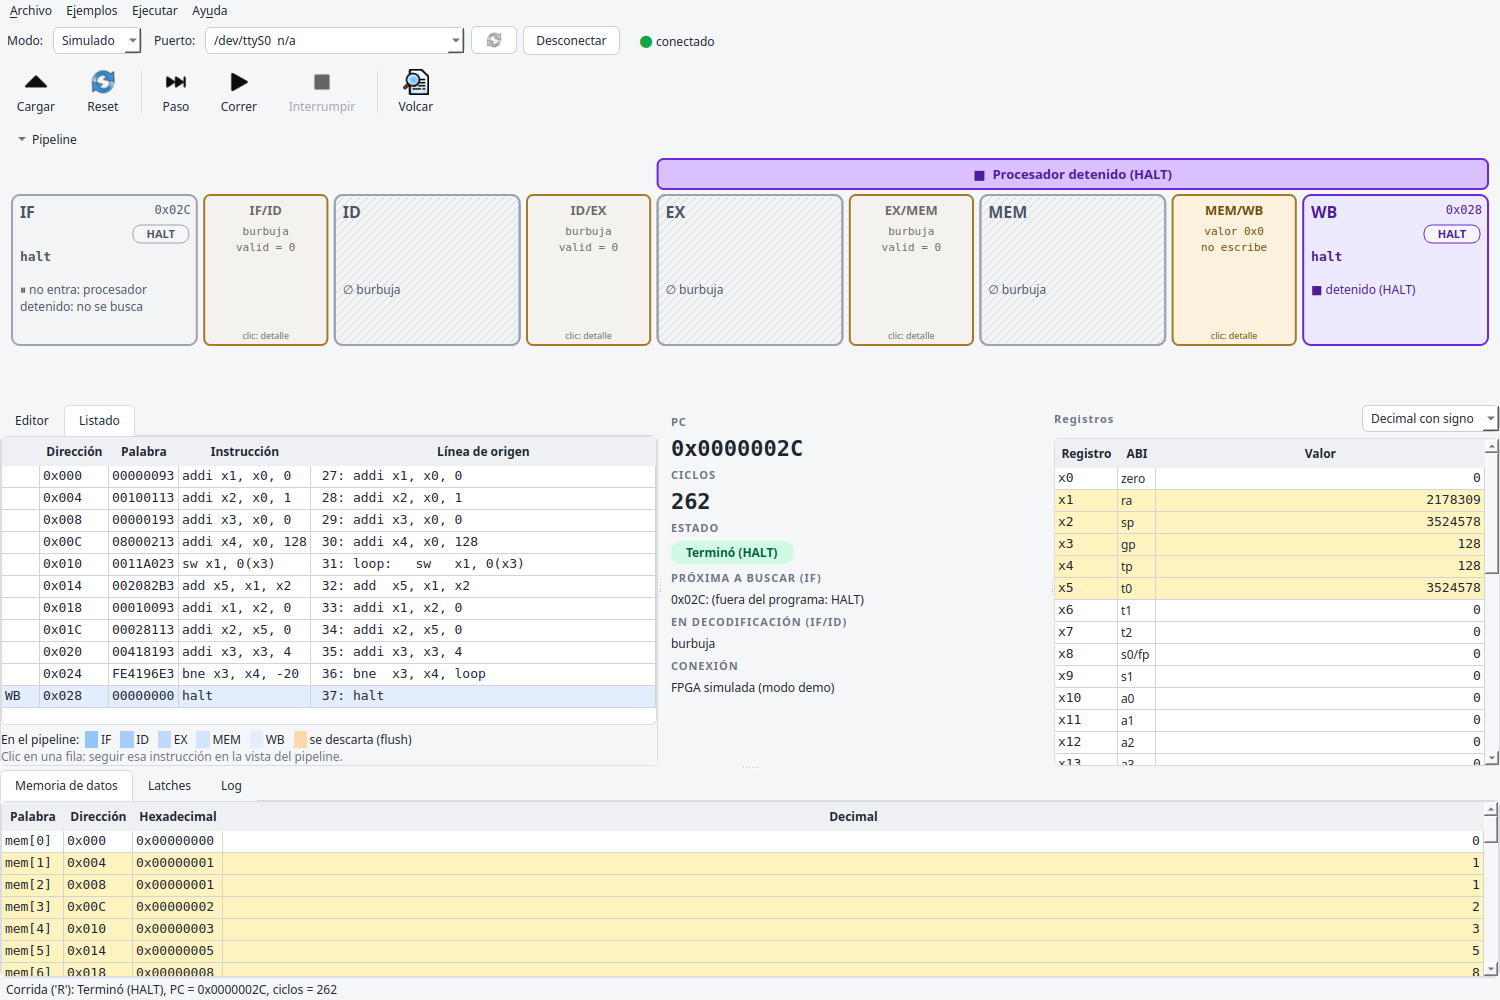 Archivo Ejemplos Ejecutar Ayuda
Modo: Simulado Puerto: /dev/ttyS0 n/a Desconectar conectado
Cargar Reset Paso Correr Interrumpir Volcar
Pipeline
■ Procesador detenido (HALT)
IF 0x02C
HALT
halt
no entra: procesador
detenido: no se busca
IF/ID
burbuja
valid = 0
clic: detalle
ID
∅ burbuja
ID/EX
burbuja
valid = 0
clic: detalle
EX
∅ burbuja
EX/MEM
burbuja
valid = 0
clic: detalle
MEM
∅ burbuja
MEM/WB
valor 0x0
no escribe
clic: detalle
WB 0x028
HALT
halt
■ detenido (HALT)
Editor Listado
Dirección Palabra Instrucción Línea de origen
0x000 00000093 addi x1, x0, 0 27: addi x1, x0, 0
0x004 00100113 addi x2, x0, 1 28: addi x2, x0, 1
0x008 00000193 addi x3, x0, 0 29: addi x3, x0, 0
0x00C 08000213 addi x4, x0, 128 30: addi x4, x0, 128
0x010 0011A023 sw x1, 0(x3) 31: loop: sw x1, 0(x3)
0x014 002082B3 add x5, x1, x2 32: add x5, x1, x2
0x018 00010093 addi x1, x2, 0 33: addi x1, x2, 0
0x01C 00028113 addi x2, x5, 0 34: addi x2, x5, 0
0x020 00418193 addi x3, x3, 4 35: addi x3, x3, 4
0x024 FE4196E3 bne x3, x4, -20 36: bne x3, x4, loop
WB 0x028 00000000 halt 37: halt
En el pipeline: IF ID EX MEM WB se descarta (flush)
Clic en una fila: seguir esa instrucción en la vista del pipeline.
PC
0x0000002C
CICLOS
262
ESTADO
Terminó (HALT)
PRÓXIMA A BUSCAR (IF)
0x02C: (fuera del programa: HALT)
EN DECODIFICACIÓN (IF/ID)
burbuja
CONEXIÓN
FPGA simulada (modo demo)
Registros Decimal con signo
Registro ABI Valor
x0 zero 0
x1 ra 2178309
x2 sp 3524578
x3 gp 128
x4 tp 128
x5 t0 3524578
x6 t1 0
x7 t2 0
x8 s0/fp 0
x9 s1 0
x10 a0 0
x11 a1 0
x12 a2 0
x13 a3 0
Memoria de datos Latches Log
Palabra Dirección Hexadecimal Decimal
mem[0] 0x000 0x00000000 0
mem[1] 0x004 0x00000001 1
mem[2] 0x008 0x00000001 1
mem[3] 0x00C 0x00000002 2
mem[4] 0x010 0x00000003 3
mem[5] 0x014 0x00000005 5
mem[6] 0x018 0x00000008 8
Corrida ('R'): Terminó (HALT), PC = 0x0000002C, ciclos = 262